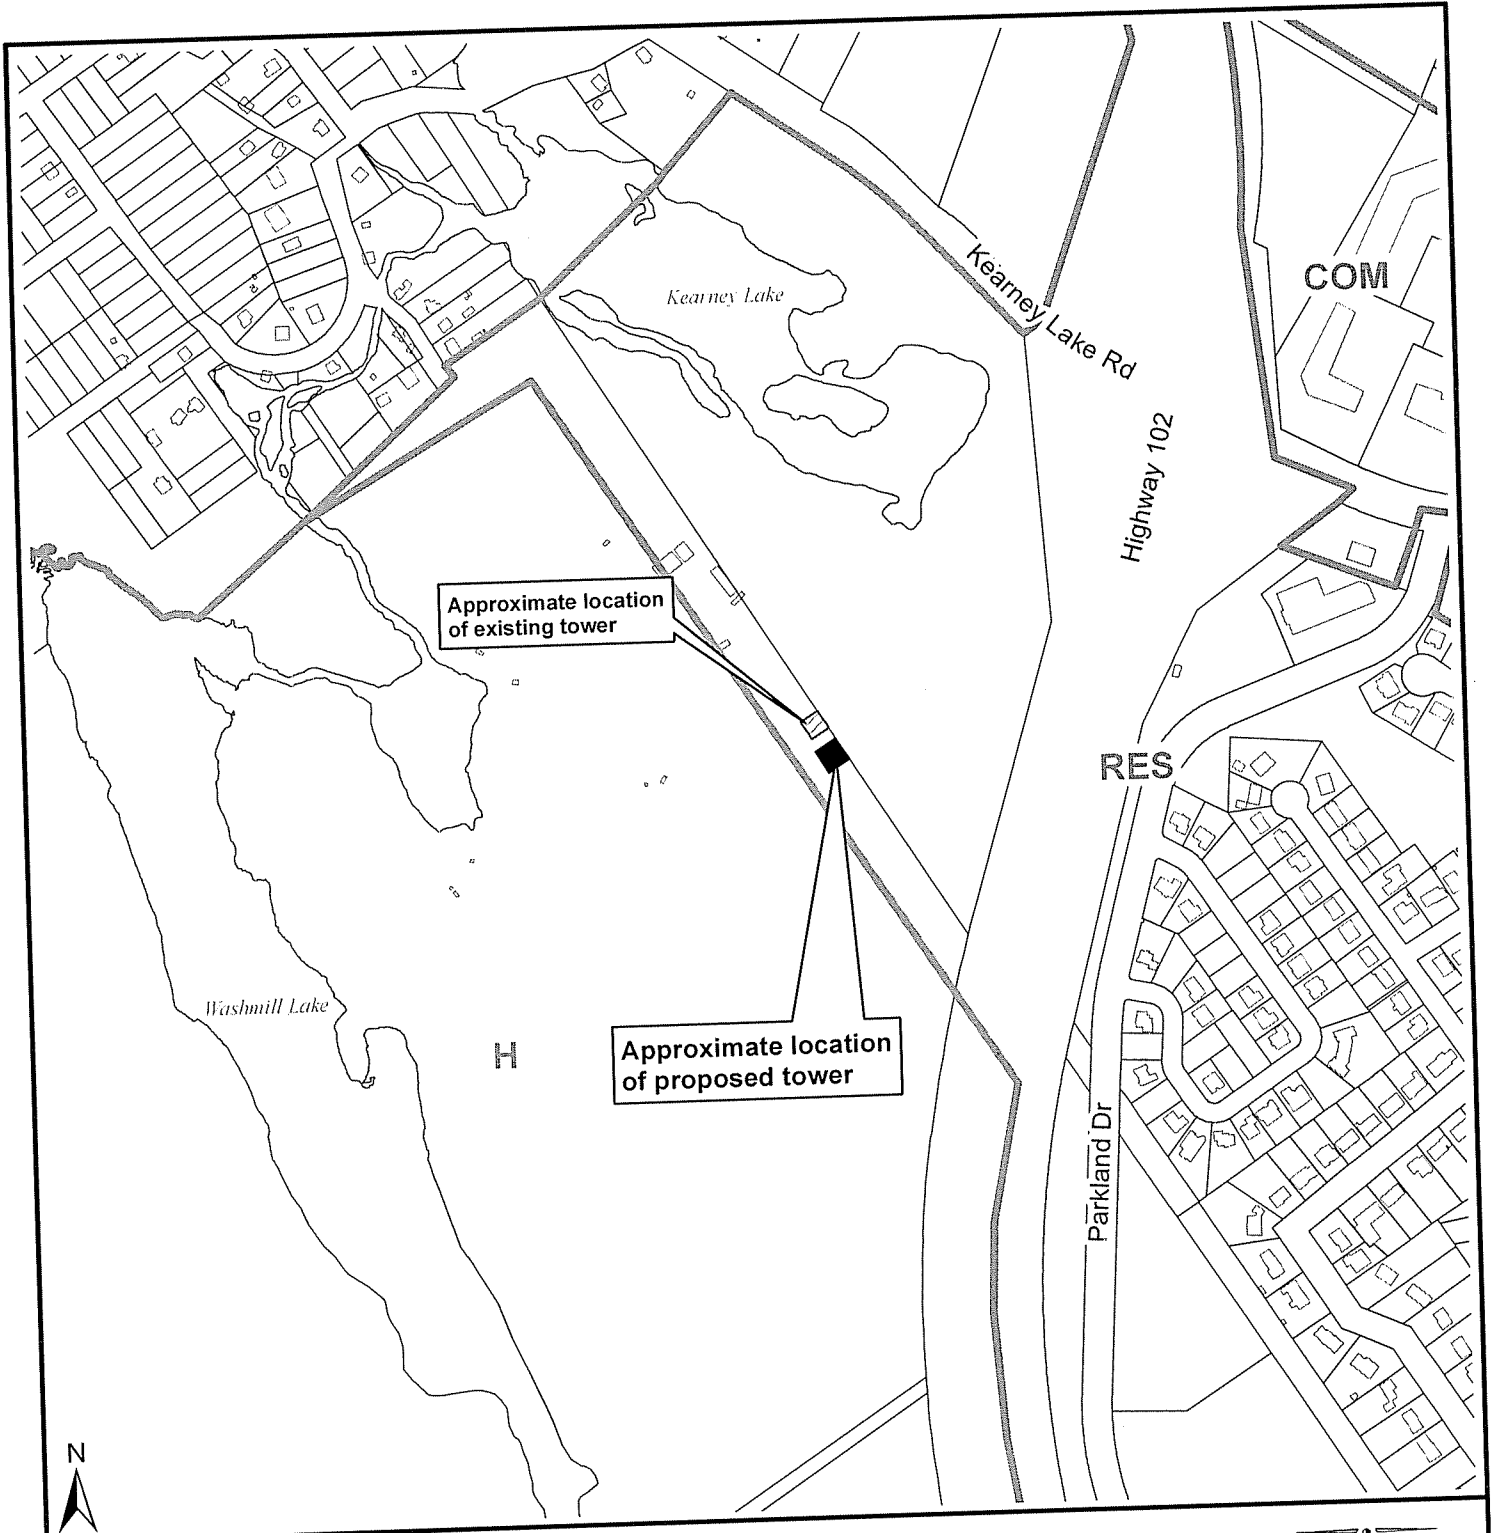 Kearney Lake
Kearney Lake Rd
COM
Highway 102
Approximate location
of existing tower
RES
Washmill Lake
H
Approximate location
of proposed tower
Parkland Dr
N